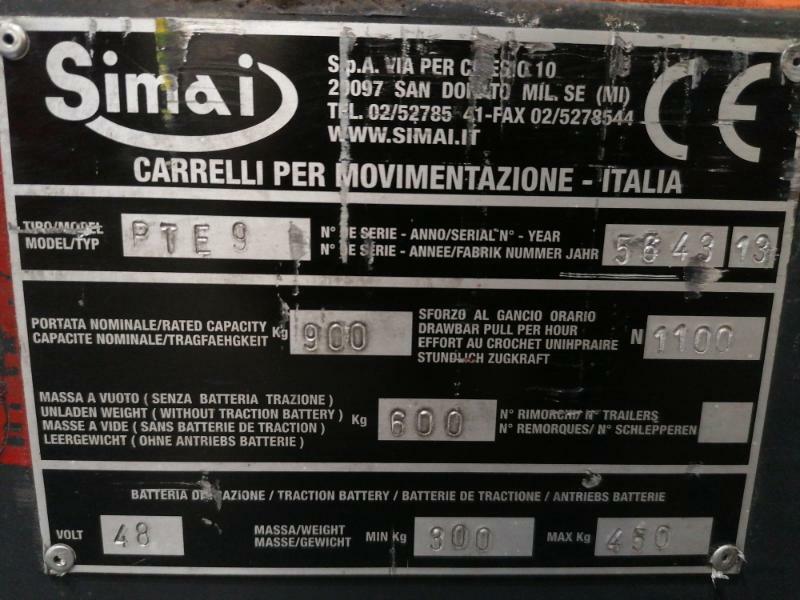 Simai
S.p.A. VIA PER 10
20097 SAN MIL. SE (MI)
TEL. 02/52785 41-FAX 02/5278544
WWW.SIMAI.IT
CE
CARRELLI PER MOVIMENTAZIONE - ITALIA
TIPO/MODEL
MODEL/TYP
PTE9
N° DE SERIE - ANNO/SERIAL N° - YEAR
N° DE SERIE - ANNEE/FABRIK NUMMER JAHR
5643 13
PORTATA NOMINALE/RATED CAPACITY
CAPACITE NOMINALE/TRAGFAEHGKEIT
Kg 900
SFORZO AL GANCIO ORARIO
DRAWBAR PULL PER HOUR
EFFORT AU CROCHET UNIHPRAIRE
STUNDLICH ZUGKRAFT
N 1100
MASSA A VUOTO ( SENZA BATTERIA TRAZIONE )
UNLADEN WEIGHT ( WITHOUT TRACTION BATTERY )
MASSE A VIDE ( SANS BATTERIE DE TRACTION )
LEERGEWICHT ( OHNE ANTRIEBS BATTERIE )
Kg 600
N° RIMORCHI/ N° TRAILERS
N° REMORQUES/ N° SCHLEPPEREN
BATTERIA DI TRAZIONE / TRACTION BATTERY / BATTERIE DE TRACTIONE / ANTRIEBS BATTERIE
VOLT 48
MASSA/WEIGHT
MASSE/GEWICHT
MIN Kg 300
MAX Kg 450